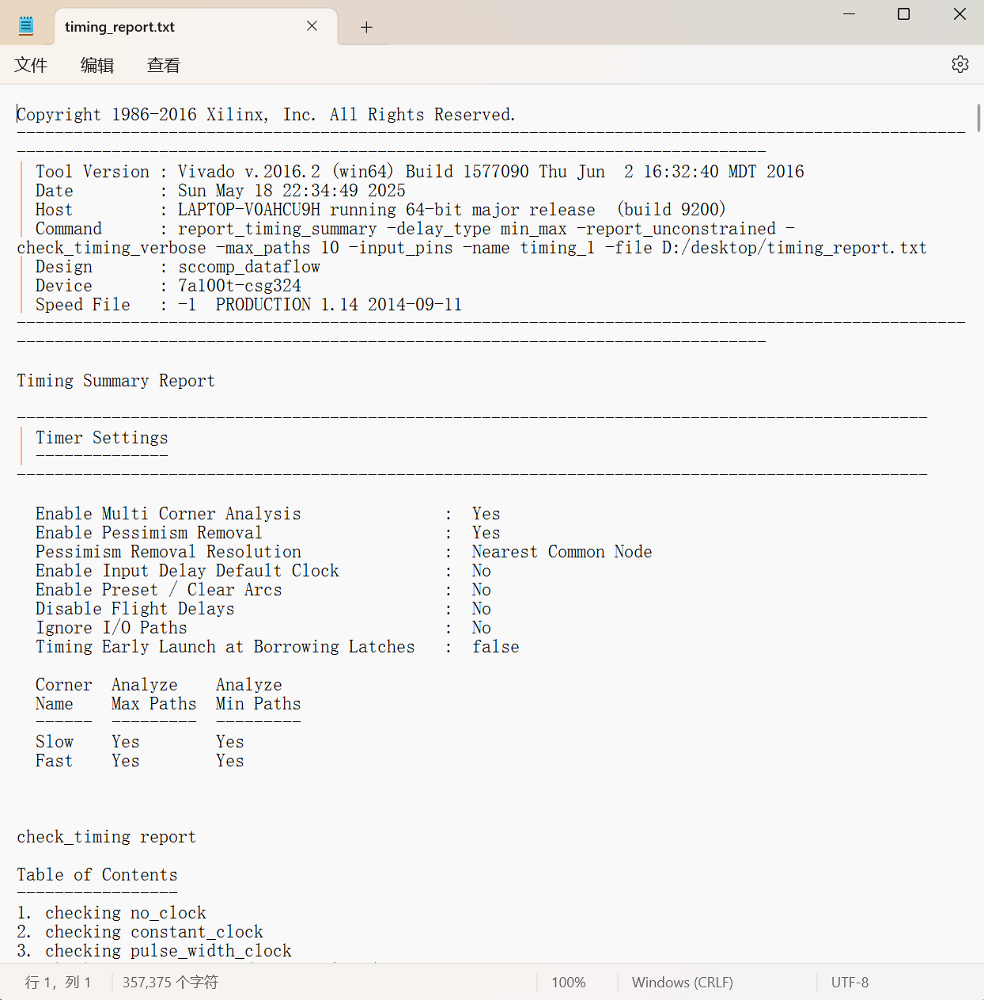 timing_report.txt
文件 编辑 查看
Copyright 1986-2016 Xilinx, Inc. All Rights Reserved.
----------------------------------------------------------------------------------------------------
-------------------------------------------------------------------------------
| Tool Version : Vivado v.2016.2 (win64) Build 1577090 Thu Jun  2 16:32:40 MDT 2016
| Date         : Sun May 18 22:34:49 2025
| Host         : LAPTOP-V0AHCU9H running 64-bit major release  (build 9200)
| Command      : report_timing_summary -delay_type min_max -report_unconstrained -
check_timing_verbose -max_paths 10 -input_pins -name timing_1 -file D:/desktop/timing_report.txt
| Design       : sccomp_dataflow
| Device       : 7a100t-csg324
| Speed File   : -1  PRODUCTION 1.14 2014-09-11
----------------------------------------------------------------------------------------------------
-------------------------------------------------------------------------------
Timing Summary Report
------------------------------------------------------------------------------------------------
| Timer Settings
| --------------
------------------------------------------------------------------------------------------------
  Enable Multi Corner Analysis               :  Yes
  Enable Pessimism Removal                   :  Yes
  Pessimism Removal Resolution               :  Nearest Common Node
  Enable Input Delay Default Clock           :  No
  Enable Preset / Clear Arcs                 :  No
  Disable Flight Delays                      :  No
  Ignore I/O Paths                           :  No
  Timing Early Launch at Borrowing Latches   :  false
  Corner  Analyze    Analyze
  Name    Max Paths  Min Paths
  ------  ---------  ---------
  Slow    Yes        Yes
  Fast    Yes        Yes
check_timing report
Table of Contents
-----------------
1. checking no_clock
2. checking constant_clock
3. checking pulse_width_clock
行 1，列 1 357,375 个字符 100% Windows (CRLF) UTF-8